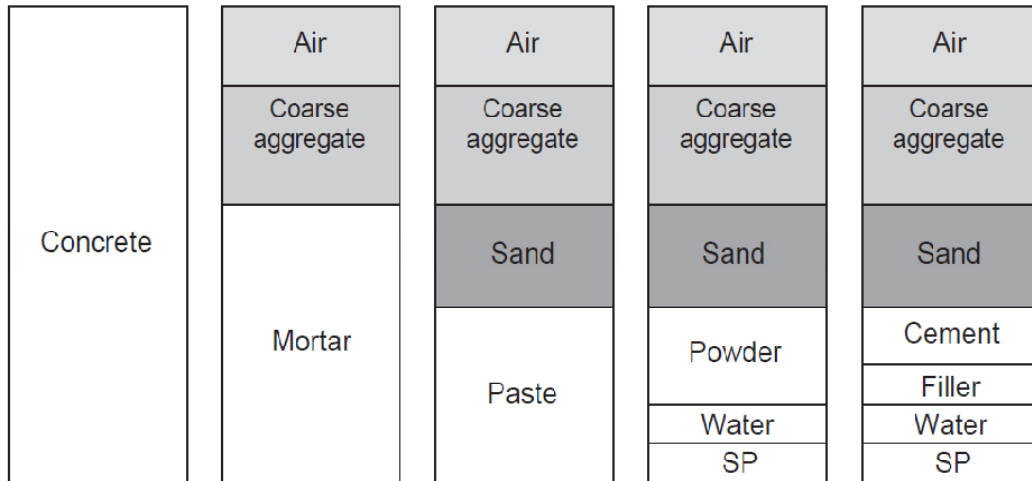 Concrete
Air
Coarse
aggregate
Mortar
Air
Coarse
aggregate
Sand
Paste
Air
Coarse
aggregate
Sand
Powder
Water
SP
Air
Coarse
aggregate
Sand
Cement
Filler
Water
SP